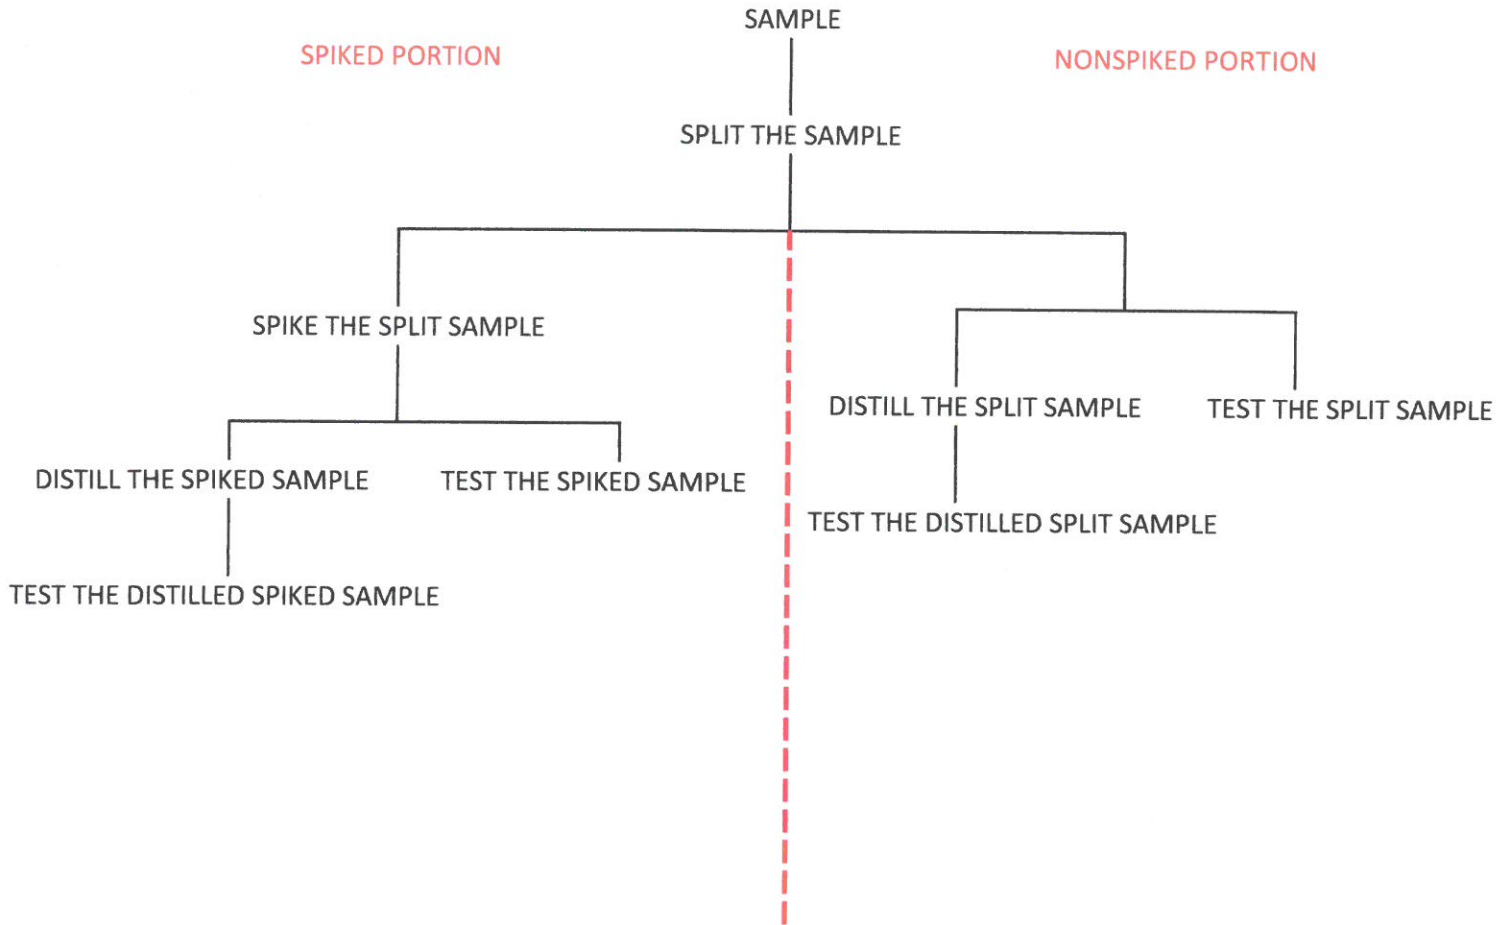 SAMPLE
SPIKED PORTION
NONSPIKED PORTION
SPLIT THE SAMPLE
SPIKE THE SPLIT SAMPLE
DISTILL THE SPLIT SAMPLE
TEST THE SPLIT SAMPLE
DISTILL THE SPIKED SAMPLE
TEST THE SPIKED SAMPLE
TEST THE DISTILLED SPLIT SAMPLE
TEST THE DISTILLED SPIKED SAMPLE